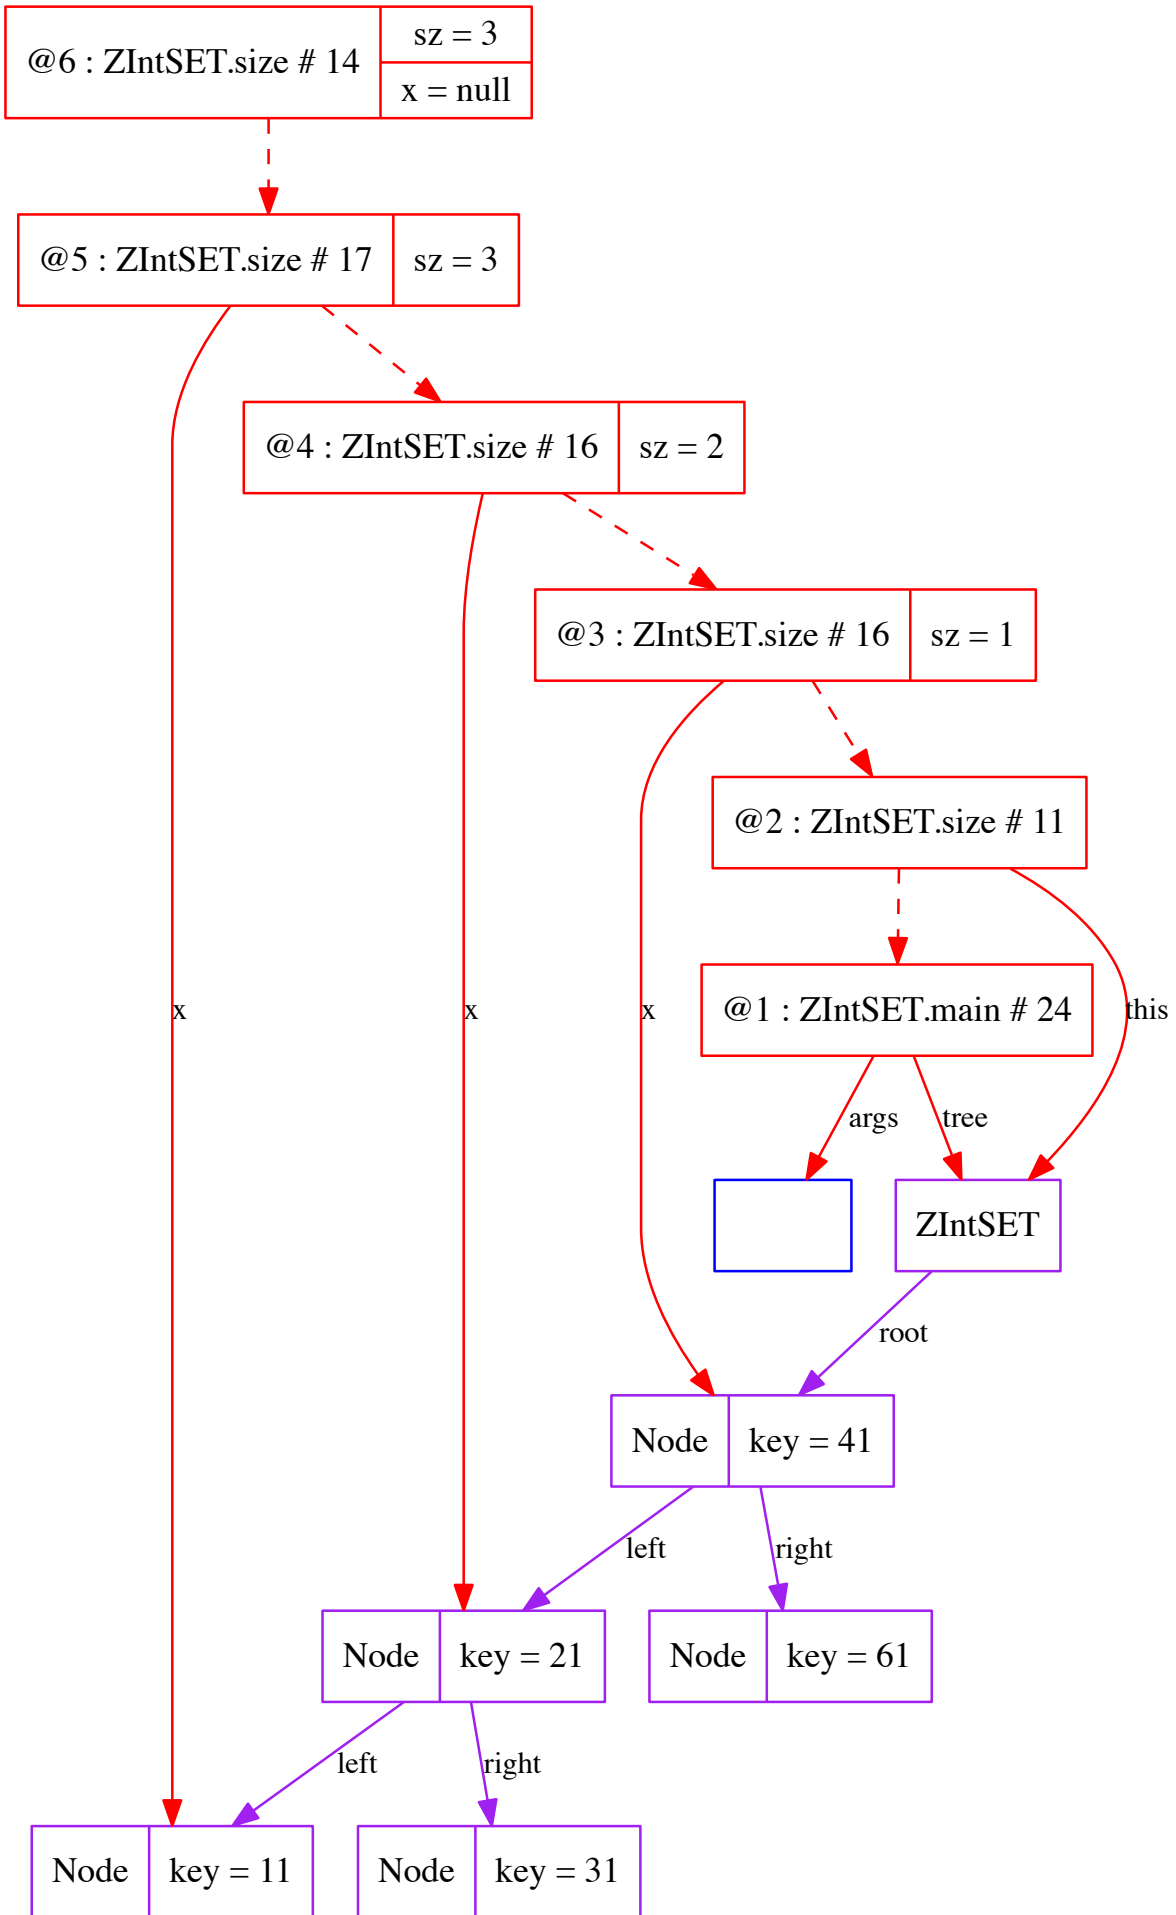 @6 : ZIntSET.size # 14
sz = 3
x = null
@5 : ZIntSET.size # 17
sz = 3
@4 : ZIntSET.size # 16
sz = 2
@3 : ZIntSET.size # 16
sz = 1
@2 : ZIntSET.size # 11
x
x
x
@1 : ZIntSET.main # 24
this
args
tree
ZIntSET
root
Node
key = 41
left
right
Node
key = 21
Node
key = 61
left
right
Node
key = 11
Node
key = 31